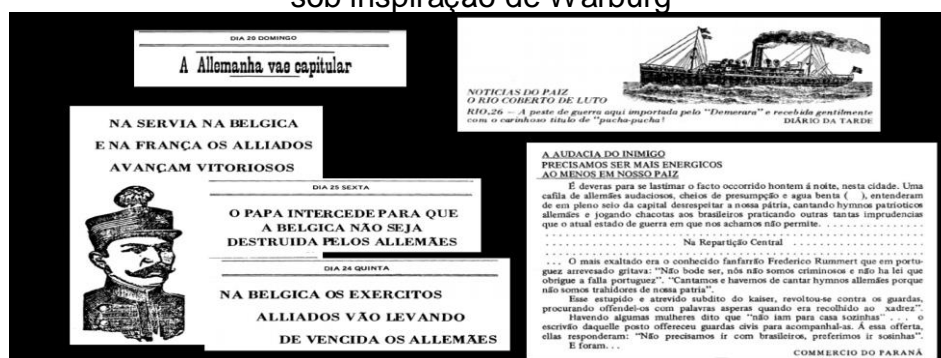 sob inspiração de Warburg
DIA 20 DOMINGO
A Allemanha vae capitular
NOTICIAS DO PAIZ
O RIO COBERTO DE LUTO
RIO,26 — A peste de guerra aqui importada pelo "Demerara" e recebida gentilmente
com o carinhoso titulo de "pucha-pucha!
DIÁRIO DA TARDE
NA SERVIA NA BELGICA
E NA FRANÇA OS ALLIADOS
AVANÇAM VITORIOSOS
DIA 25 SEXTA
O PAPA INTERCEDE PARA QUE
A BELGICA NÃO SEJA
DESTRUIDA PELOS ALLEMÃES
DIA 24 QUINTA
NA BELGICA OS EXERCITOS
ALLIADOS VÃO LEVANDO
DE VENCIDA OS ALLEMÃES
A AUDACIA DO INIMIGO
PRECISAMOS SER MAIS ENERGICOS
AO MENOS EM NOSSO PAIZ
É deveras para se lastimar o facto occorrido hontem á noite, nesta cidade. Uma
cafila de allemães audaciosos, cheios de presumpção e agua benta ( ), entenderam
de em pleno seio da capital desrespeitar a nossa pátria, cantando hymnos patrioticos
allemães e jogando chacotas aos brasileiros praticando outras tantas imprudencias
que o atual estado de guerra em que nos achamos não permite. . . . . . . . . . . . .
. . . . . . . . . . . . . . . . . . . . . . . . . . . . . . . . . . . . . . . . . . . .
. . . . . . . . . . . . . . . . . . Na Repartição Central . . . . . . . . . . . . . . . . . .
. . . O mais exaltado era o conhecido fanfarrão Frederico Rummert que em portu-
guez arrevesado gritava: "Não bode ser, nós não somos criminosos e não ha lei que
obrigue a falla portuguez". "Cantamos e havemos de cantar hymnos allemães porque
não somos trahidores de nossa patria".
Esse estupido e atrevido subdito do kaiser, revoltou-se contra os guardas,
procurando offendel-os com palavras asperas quando era recolhido ao xadrez".
Havendo algumas mulheres dito que "não iam para casa sozinhas" . . . o
escrivão daquelle posto offereceu guardas civis para acompanhal-as. Á essa offerta,
ellas responderam: "Não precisamos ir com brasileiros, preferimos ir sosinhas".
E foram. . .
COMMERCIO DO PARANÁ